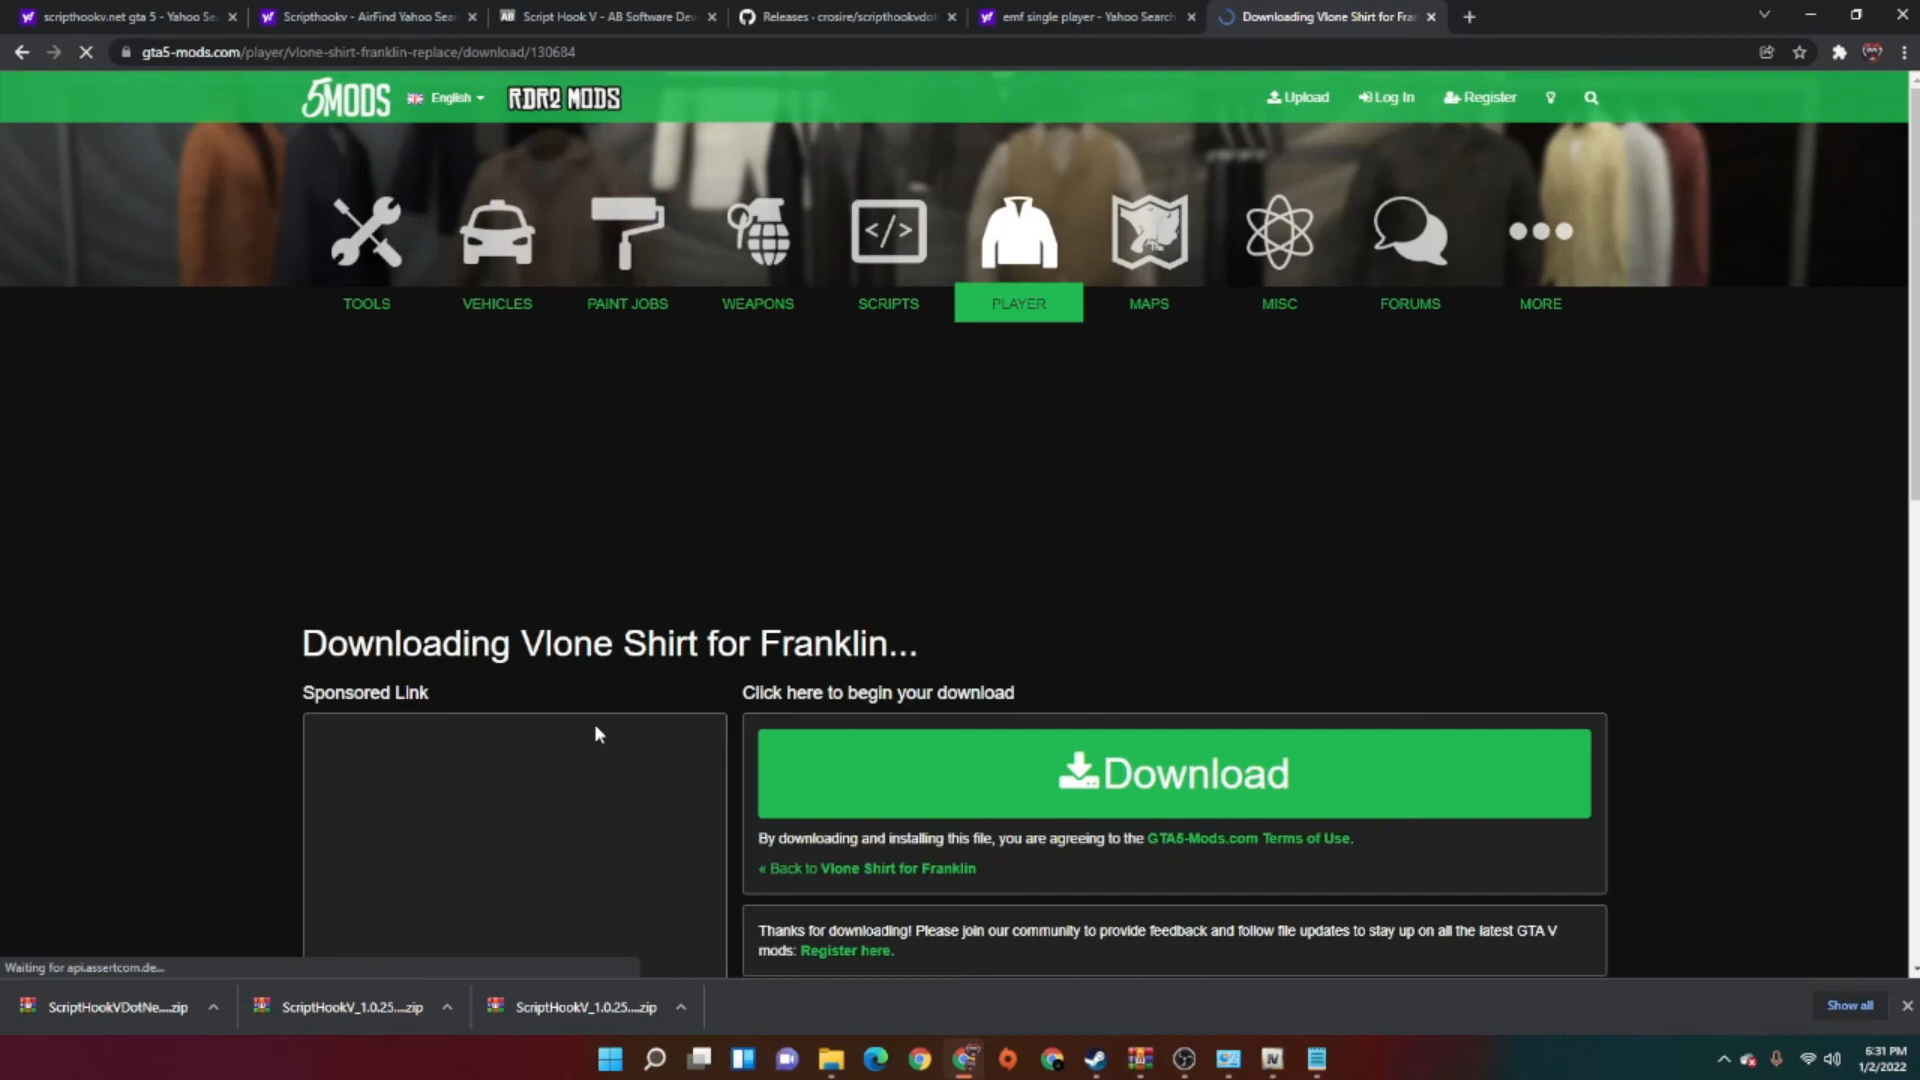 scripthookv.net gta 5 - Yahoo Se
Scripthookv - AirFind Yahoo Sear
AB Script Hook V - AB Software Dev
Releases · crosire/scripthookvdot
emf single player - Yahoo Search
Downloading Vlone Shirt for Fran
gta5-mods.com/player/vlone-shirt-franklin-replace/download/130684
5MODS
English
RDR2 MODS
Upload
Log In
Register
TOOLS
VEHICLES
PAINT JOBS
WEAPONS
SCRIPTS
PLAYER
MAPS
MISC
FORUMS
MORE
Downloading Vlone Shirt for Franklin...
Sponsored Link
Click here to begin your download
Download
By downloading and installing this file, you are agreeing to the GTA5-Mods.com Terms of Use.
« Back to Vlone Shirt for Franklin
Thanks for downloading! Please join our community to provide feedback and follow file updates to stay up on all the latest GTA V
mods: Register here.
Waiting for api.assertcom.de...
ScriptHookVDotNe....zip
ScriptHookV_1.0.25....zip
ScriptHookV_1.0.25....zip
Show all
6:31 PM
1/2/2022